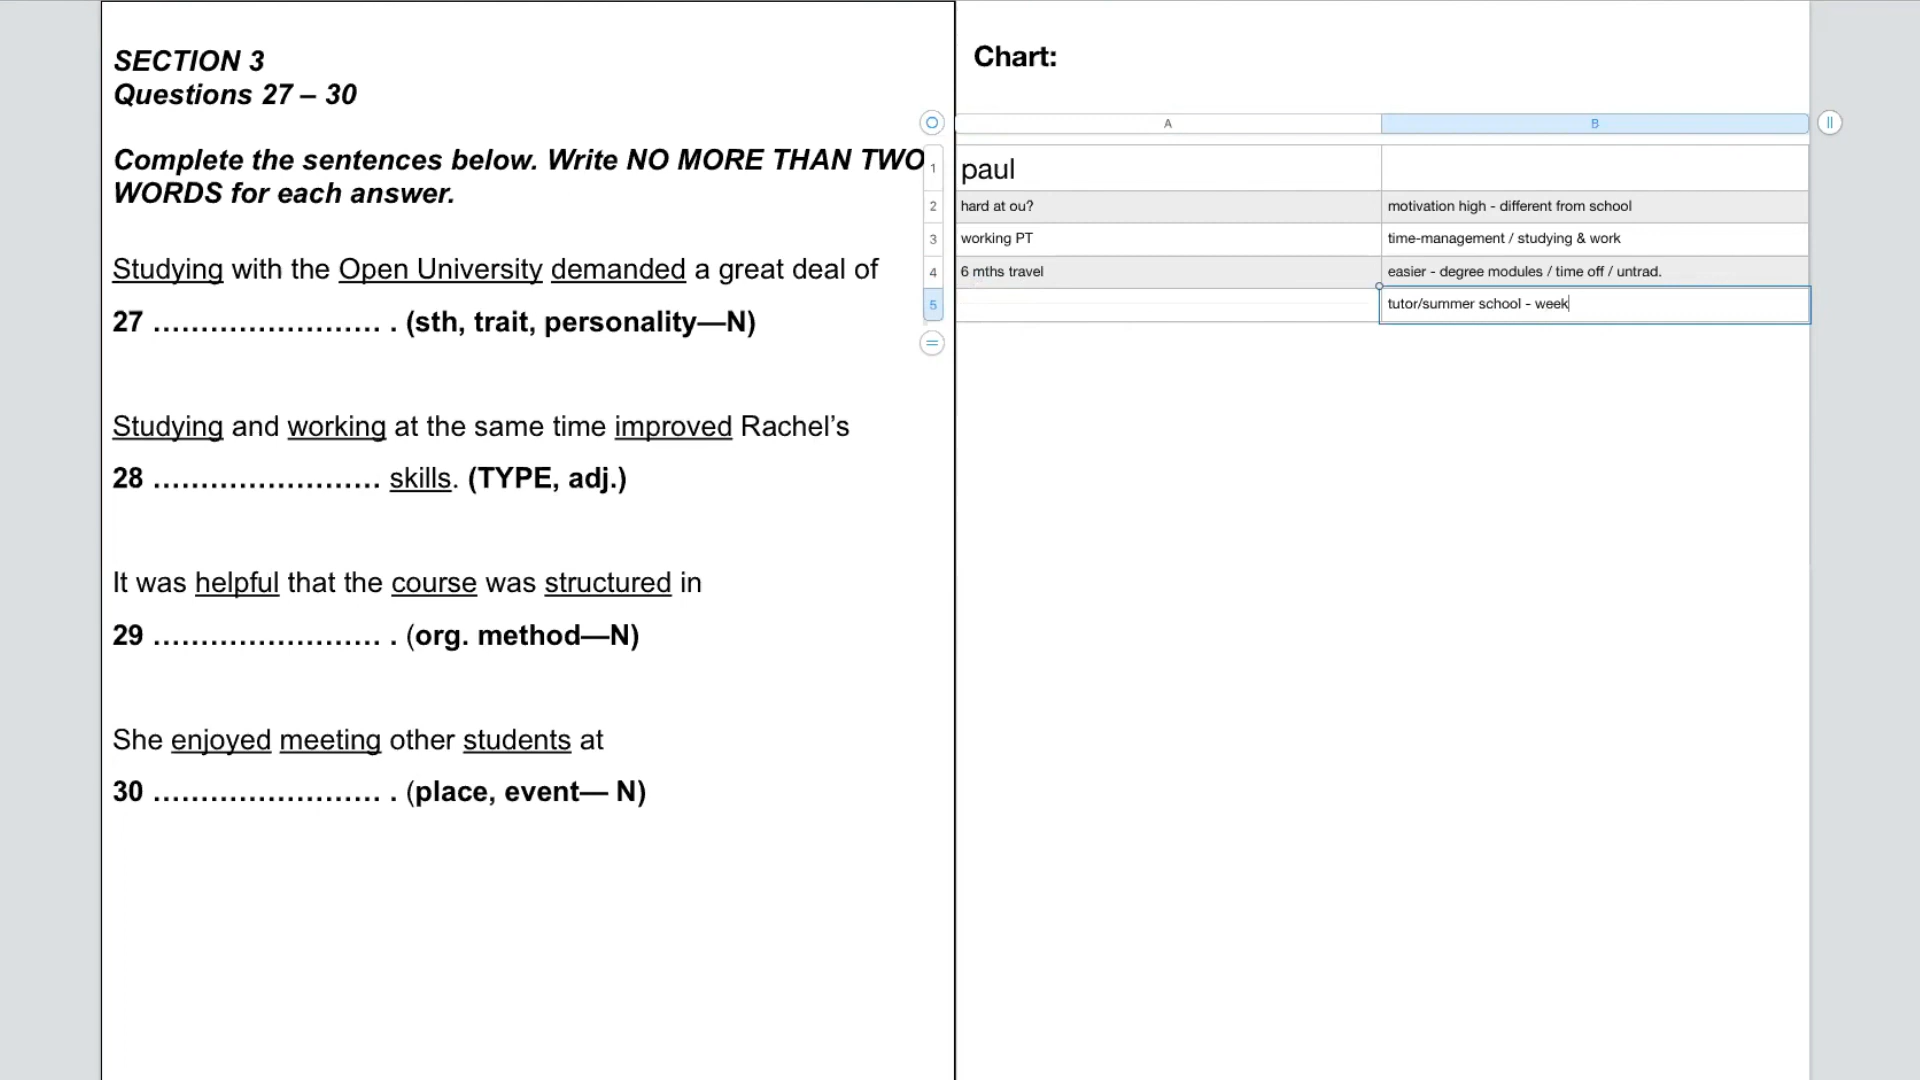 SECTION 3
Questions 27 – 30
Complete the sentences below. Write NO MORE THAN TWO
WORDS for each answer.
Studying with the Open University demanded a great deal of
27 …………………… . (sth, trait, personality—N)
Studying and working at the same time improved Rachel’s
28 …………………… skills. (TYPE, adj.)
It was helpful that the course was structured in
29 …………………… . (org. method—N)
She enjoyed meeting other students at
30 …………………… . (place, event— N)
Chart:
A B
1 paul
2 hard at ou? motivation high - different from school
3 working PT time-management / studying & work
4 6 mths travel easier - degree modules / time off / untrad.
5 tutor/summer school - week